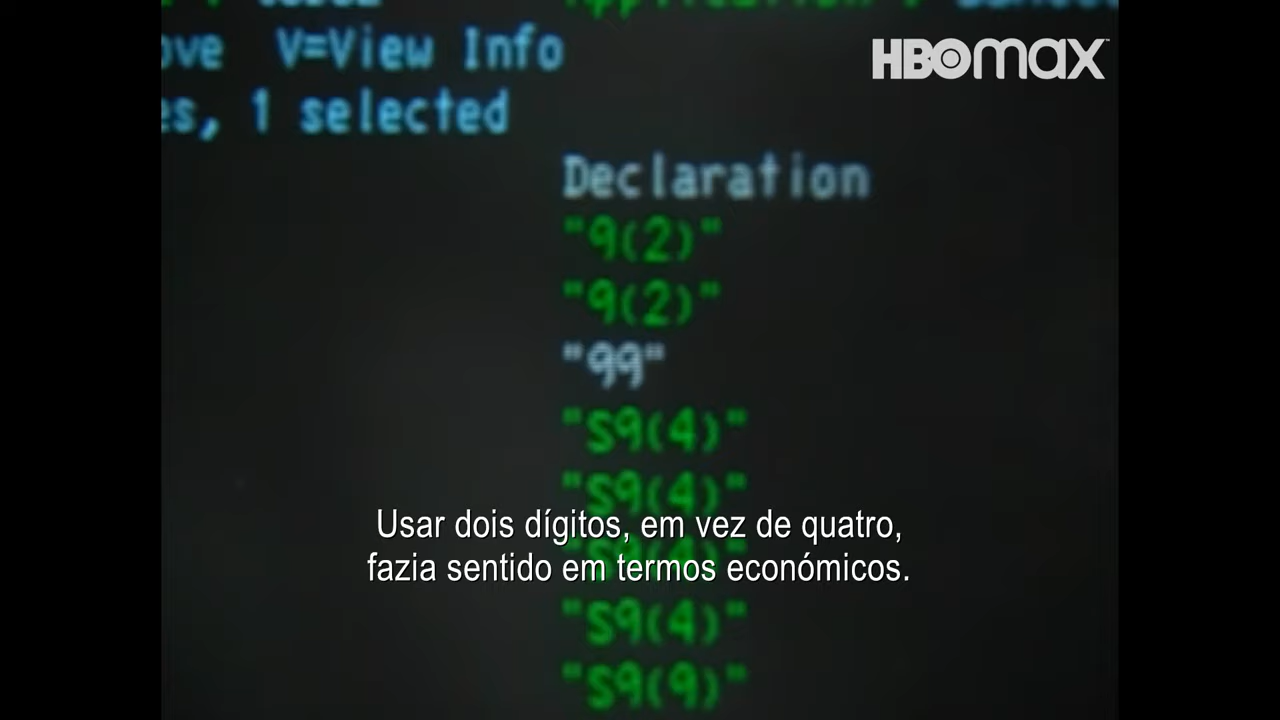 HBOMAX
ove V=View Info
es, 1 selected
Declaration
"9(2)"
"9(2)"
"99"
"S9(4)"
"S9(4)"
Usar dois dígitos, em vez de quatro,
fazia sentido em termos económicos.
"S9(4)"
"S9(9)"